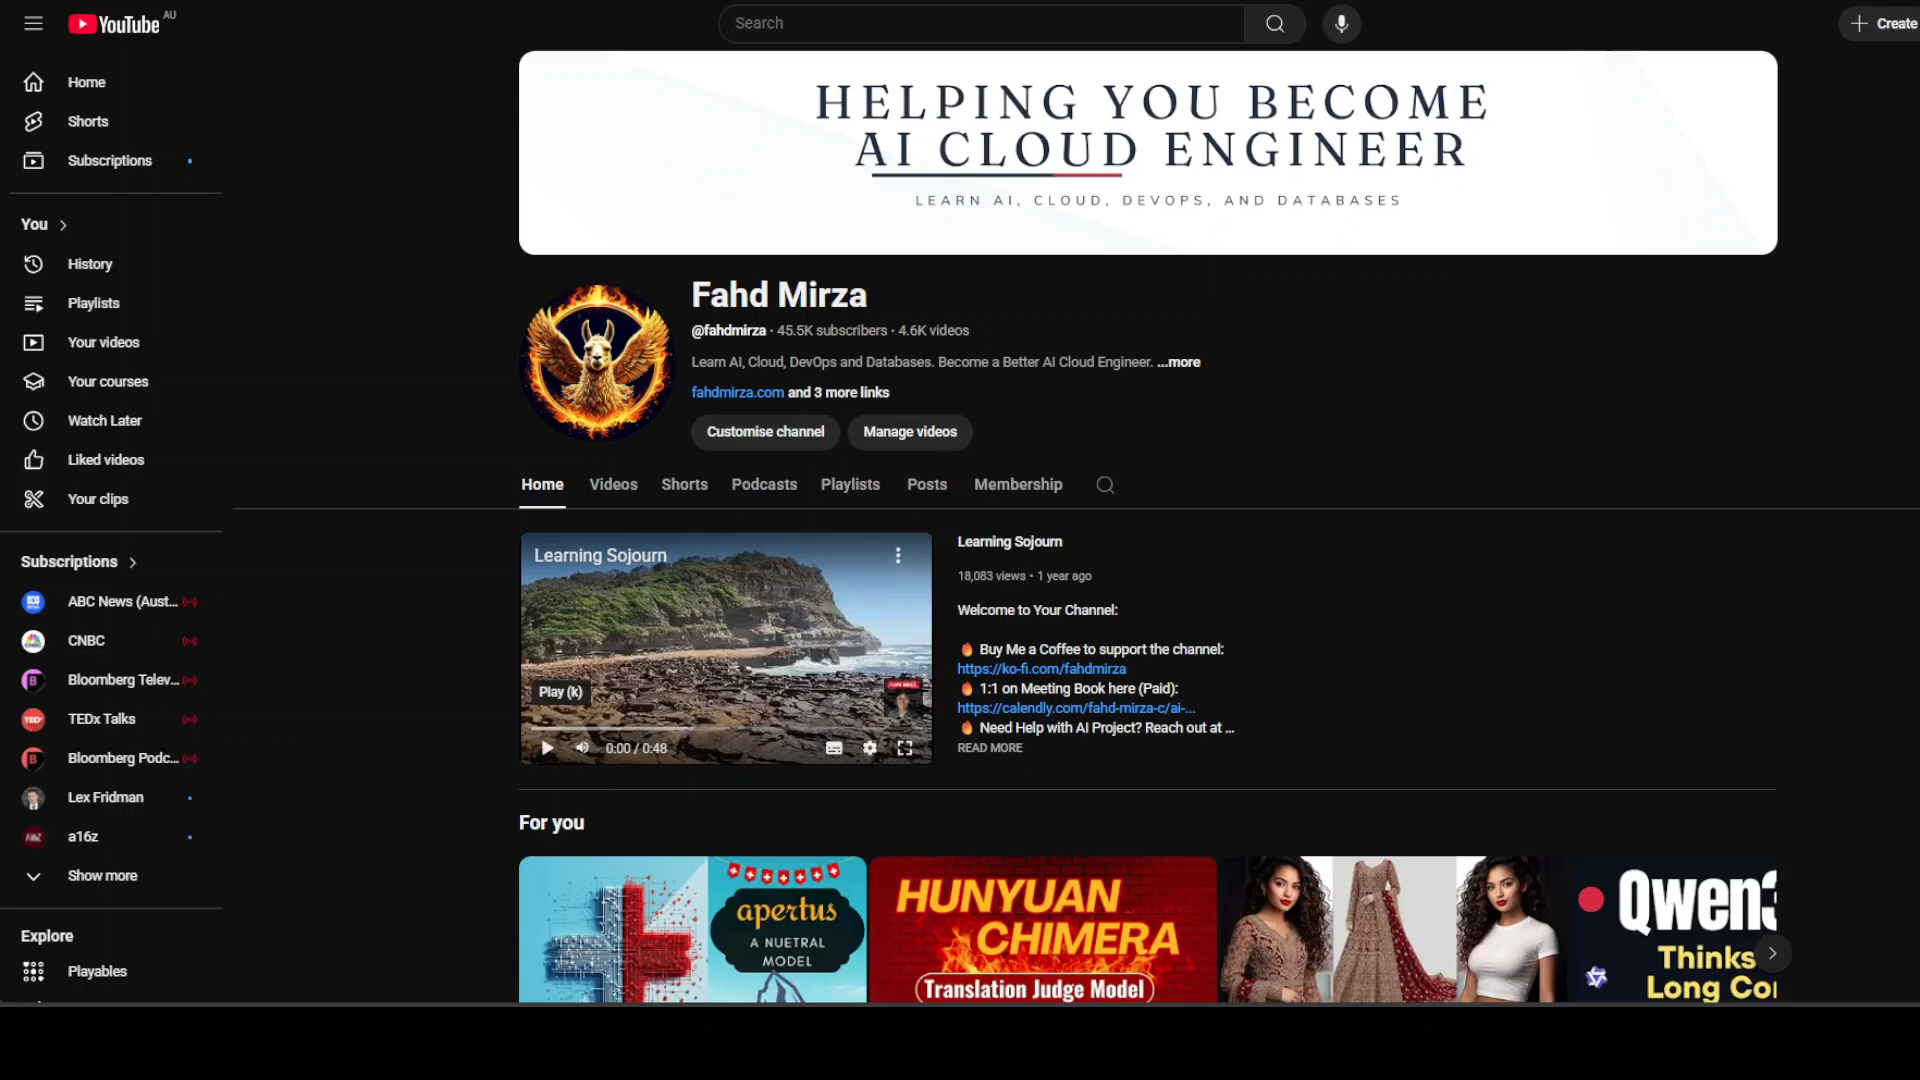 YouTube AU
Search
Create
Home
Shorts
Subscriptions
You
History
Playlists
Your videos
Your courses
Watch Later
Liked videos
Your clips
Subscriptions
ABC News (Aust...
CNBC
Bloomberg Telev...
TEDx Talks
Bloomberg Podc...
Lex Fridman
a16z
Show more
Explore
Playables
HELPING YOU BECOME
AI CLOUD ENGINEER
LEARN AI, CLOUD, DEVOPS, AND DATABASES
Fahd Mirza
@fahdmirza · 45.5K subscribers · 4.6K videos
Learn AI, Cloud, DevOps and Databases. Become a Better AI Cloud Engineer. ...more
fahdmirza.com and 3 more links
Customise channel
Manage videos
Home
Videos
Shorts
Podcasts
Playlists
Posts
Membership
Learning Sojourn
Play (k)
0:00 / 0:48
Learning Sojourn
18,083 views • 1 year ago
Welcome to Your Channel:
🔥 Buy Me a Coffee to support the channel:
https://ko-fi.com/fahdmirza
🔥 1:1 on Meeting Book here (Paid):
https://calendly.com/fahd-mirza-c/ai-...
🔥 Need Help with AI Project? Reach out at ...
READ MORE
For you
apertus
A NUETRAL
MODEL
HUNYUAN
CHIMERA
Translation Judge Model
Qwen3
Thinks
Long Co